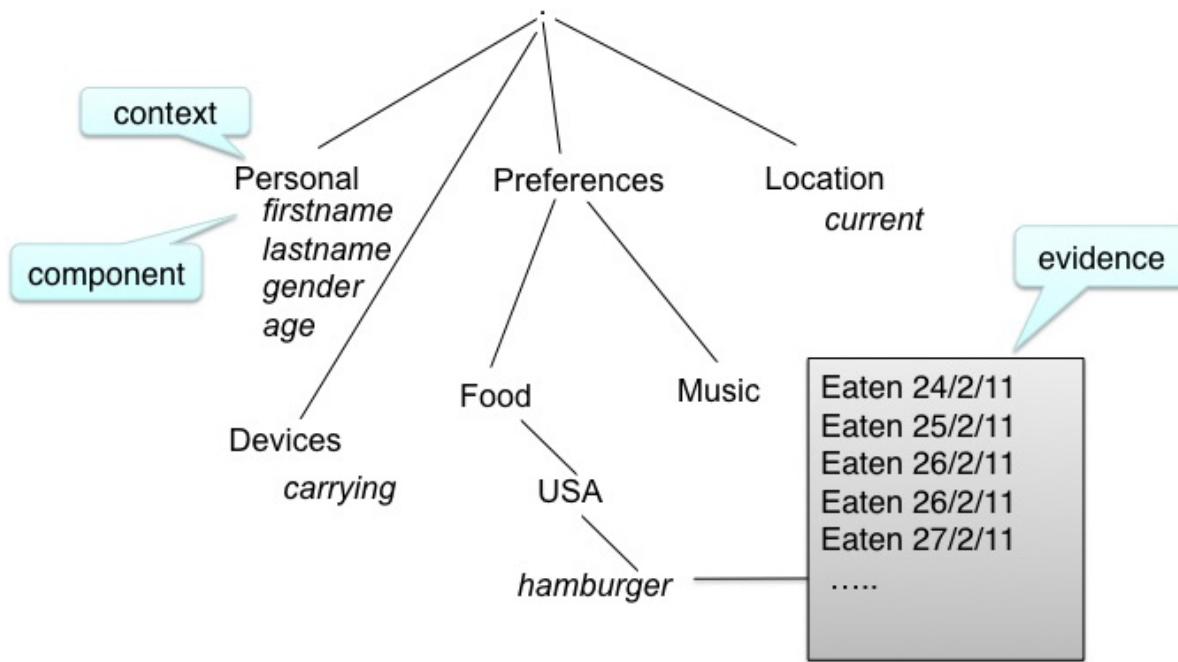 :
context
Personal
firstname
lastname
gender
age
component
Preferences
Location
current
evidence
Food
Music
Devices
carrying
USA
hamburger
Eaten 24/2/11
Eaten 25/2/11
Eaten 26/2/11
Eaten 26/2/11
Eaten 27/2/11
.....